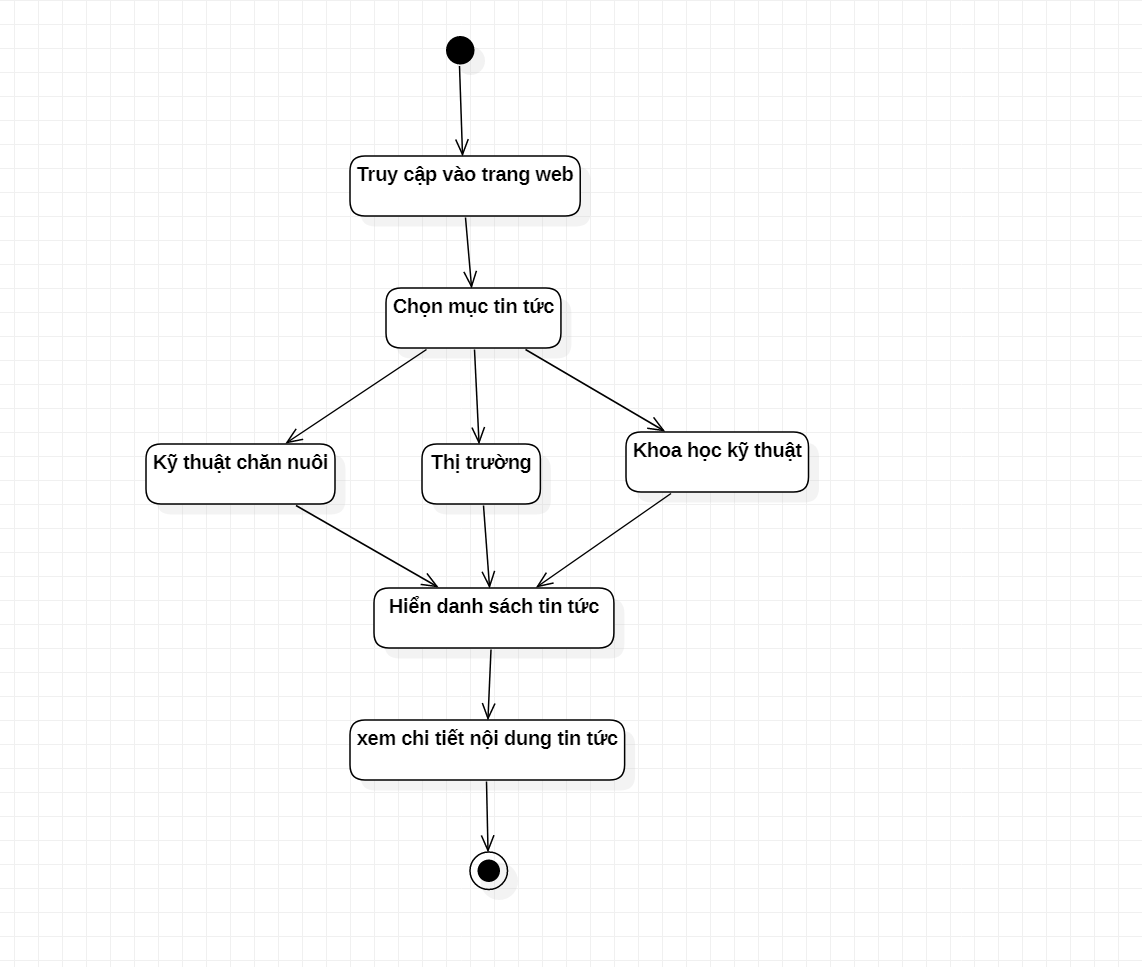 Truy cập vào trang web
Chọn mục tin tức
Kỹ thuật chăn nuôi
Thị trường
Khoa học kỹ thuật
Hiển danh sách tin tức
xem chi tiết nội dung tin tức